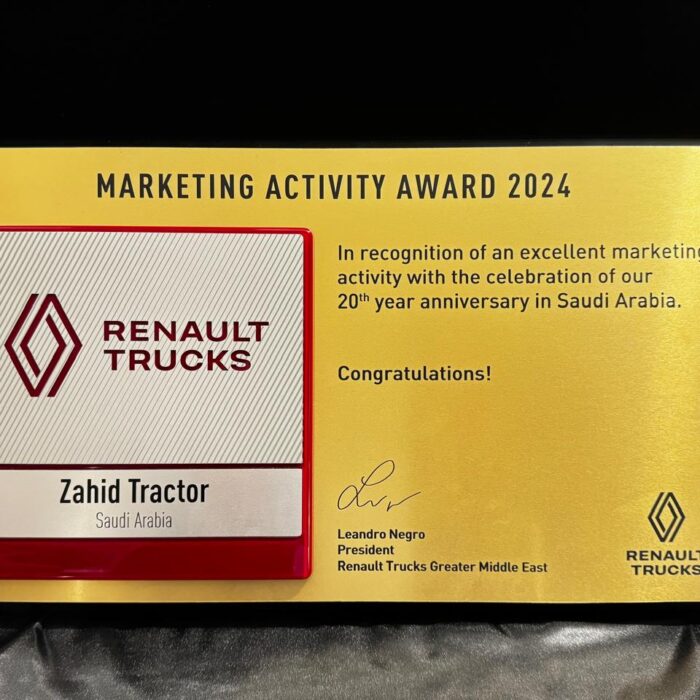 MARKETING ACTIVITY AWARD 2024
RENAULT
TRUCKS
Zahid Tractor
Saudi Arabia
In recognition of an excellent marketing
activity with the celebration of our
20th year anniversary in Saudi Arabia.
Congratulations!
Leandro Negro
President
Renault Trucks Greater Middle East
RENAULT
TRUCKS